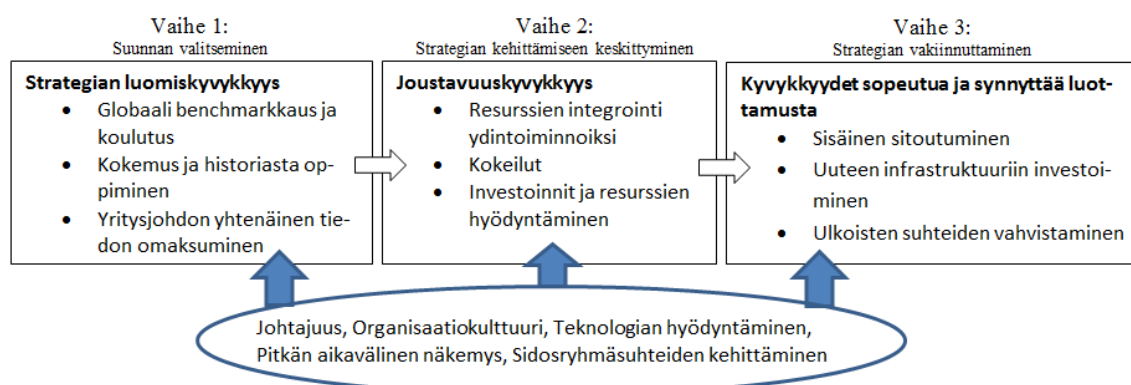 Vaihe 1:
Suunnan valitseminen
Strategian luomiskyvykkyys
• Globaali benchmarkkaus ja
koulutus
• Kokemus ja historiasta op-
piminen
• Yritysjohdon yhtenäinen tie-
don omaksuminen
Vaihe 2:
Strategian kehittämiseen keskittyminen
Joustavuuskyvykkyys
• Resurssien integrointi
ydintoiminnoiksi
• Kokeilut
• Investoinnit ja resurssien
hyödyntäminen
Vaihe 3:
Strategian vakiinnuttaminen
Kyvykkyydet sopeutua ja synnyttää luot-
tamusta
• Sisäinen sitoutuminen
• Uuteen infrastruktuuriin investoi-
minen
• Ulkoisten suhteiden vahvistaminen
Johtajuus, Organisaatiokulttuuri, Teknologian hyödyntäminen,
Pitkän aikavälinen näkemys, Sidosryhmäsuhteiden kehittäminen